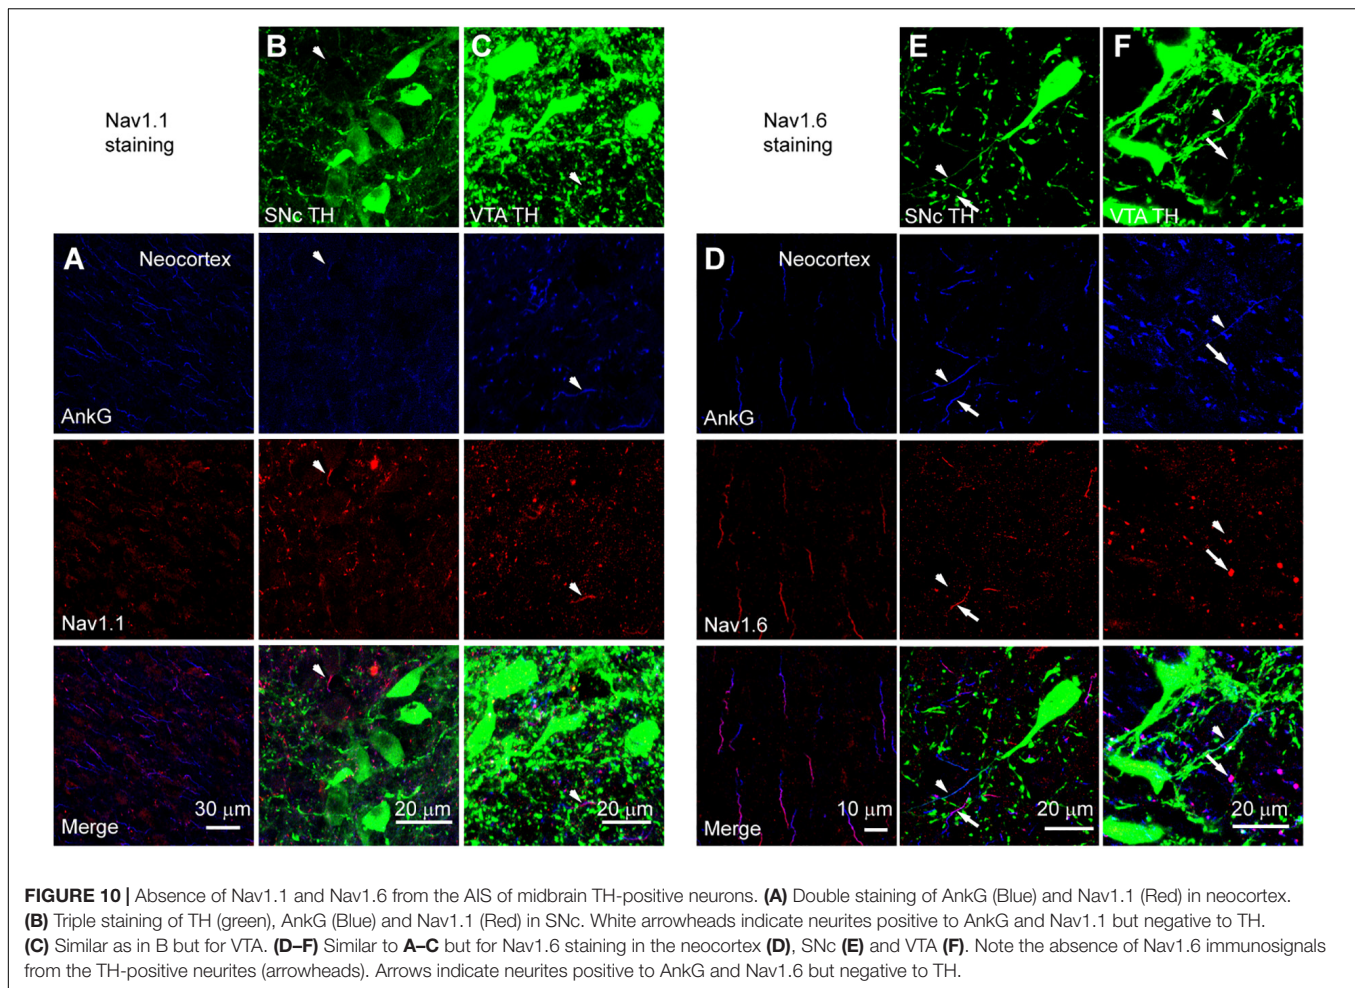 B
C
E
F
Nav1.1
staining
Nav1.6
staining
SNc TH
VTA TH
SNc TH
VTA TH
A
Neocortex
D
Neocortex
AnkG
AnkG
Nav1.1
Nav1.6
30 μm
20 μm
20 μm
10 μm
20 μm
20 μm
Merge
Merge
FIGURE 10 | Absence of Nav1.1 and Nav1.6 from the AIS of midbrain TH-positive neurons. (A) Double staining of AnkG (Blue) and Nav1.1 (Red) in neocortex.
(B) Triple staining of TH (green), AnkG (Blue) and Nav1.1 (Red) in SNc. White arrowheads indicate neurites positive to AnkG and Nav1.1 but negative to TH.
(C) Similar as in B but for VTA. (D–F) Similar to A–C but for Nav1.6 staining in the neocortex (D), SNc (E) and VTA (F). Note the absence of Nav1.6 immunosignals
from the TH-positive neurites (arrowheads). Arrows indicate neurites positive to AnkG and Nav1.6 but negative to TH.